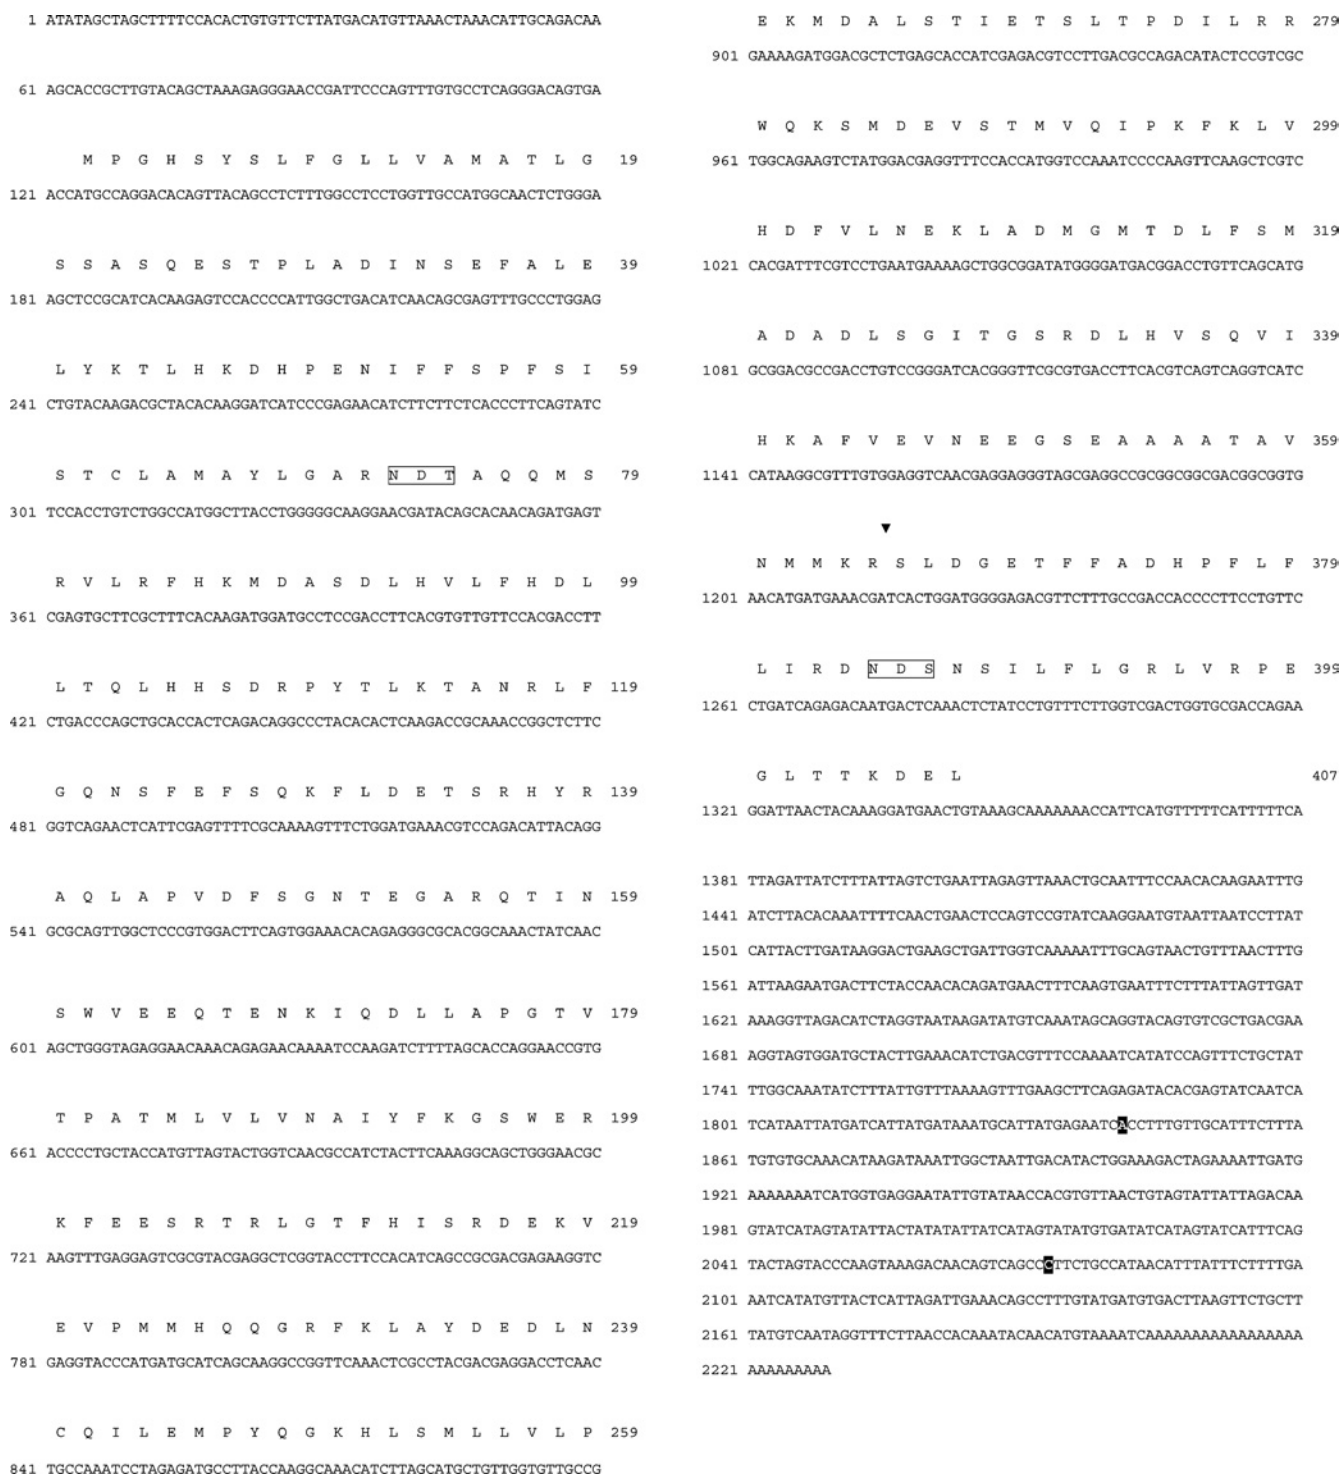 1 ATATAGCTAGCTTTTCCACACTGTGTTCTTATGACATGTTAAACTAAACATTGCAGACAA
61 AGCACCGCTTGTACAGCTAAAGAGGGAACCGATTCCCAGTTTGTGCCTCAGGGACAGTGA
M P G H S Y S L F G L L V A M A T L G 19
121 ACCATGCCAGGACACAGTTACAGCCTCTTTGGCCTCCTGGTTGCCATGGCAACTCTGGGA
S S A S Q E S T P L A D I N S E F A L E 39
181 AGCTCCGCATCACAAGAGTCCACCCCATTGGCTGACATCAACAGCGAGTTTGCCCTGGAG
L Y K T L H K D H P E N I F F S P F S I 59
241 CTGTACAAGACGCTACACAAGGATCATCCCGAGAACATCTTCTTCTCACCCTTCAGTATC
S T C L A M A Y L G A R N D T A Q Q M S 79
301 TCCACCTGTCTGGCCATGGCTTACCTGGGGGCAAGGAACGATACAGCACAACAGATGAGT
R V L R F H K M D A S D L H V L F H D L 99
361 CGAGTGCTTCGCTTTCACAAGATGGATGCCTCCGACCTTCACGTGTTGTTCCACGACCTT
L T Q L H H S D R P Y T L K T A N R L F 119
421 CTGACCCAGCTGCACCACTCAGACAGGCCCTACACACTCAAGACCGCAAACCGGCTCTTC
G Q N S F E F S Q K F L D E T S R H Y R 139
481 GGTCAGAACTCATTCGAGTTTTCGCAAAAGTTTCTGGATGAAACGTCCAGACATTACAGG
A Q L A P V D F S G N T E G A R Q T I N 159
541 GCGCAGTTGGCTCCCGTGGACTTCAGTGGAAACACAGAGGGCGCACGGCAAACTATCAAC
S W V E E Q T E N K I Q D L L A P G T V 179
601 AGCTGGGTAGAGGAACAAACAGAGAACAAAATCCAAGATCTTTTAGCACCAGGAACCGTG
T P A T M L V L V N A I Y F K G S W E R 199
661 ACCCCTGCTACCATGTTAGTACTGGTCAACGCCATCTACTTCAAAGGCAGCTGGGAACGC
K F E E S R T R L G T F H I S R D E K V 219
721 AAGTTTGAGGAGTCGCGTACGAGGCTCGGTACCTTCCACATCAGCCGCGACGAGAAGGTC
E V P M M H Q Q G R F K L A Y D E D L N 239
781 GAGGTACCCATGATGCATCAGCAAGGCCGGTTCAAACTCGCCTACGACGAGGACCTCAAC
C Q I L E M P Y Q G K H L S M L L V L P 259
841 TGCCAAATCCTAGAGATGCCTTACCAAGGCAAACATCTTAGCATGCTGTTGGTGTTGCCG
E K M D A L S T I E T S L T P D I L R R 279
901 GAAAAGATGGACGCTCTGAGCACCATCGAGACGTCCTTGACGCCAGACATACTCCGTCGC
W Q K S M D E V S T M V Q I P K F K L V 299
961 TGGCAGAAGTCTATGGACGAGGTTTCCACCATGGTCCAAATCCCCAAGTTCAAGCTCGTC
H D F V L N E K L A D M G M T D L F S M 319
1021 CACGATTTCGTCCTGAATGAAAAGCTGGCGGATATGGGGATGACGGACCTGTTCAGCATG
A D A D L S G I T G S R D L H V S Q V I 339
1081 GCGGACGCCGACCTGTCCGGGATCACGGGTTCGCGTGACCTTCACGTCAGTCAGGTCATC
H K A F V E V N E E G S E A A A A T A V 359
1141 CATAAGGCGTTTGTGGAGGTCAACGAGGAGGGTAGCGAGGCCGCGGCGGCGACGGCGGTG
▼
N M M K R S L D G E T F F A D H P F L F 379
1201 AACATGATGAAACGATCACTGGATGGGGAGACGTTCTTTGCCGACCACCCCTTCCTGTTC
L I R D N D S N S I L F L G R L V R P E 399
1261 CTGATCAGAGACAATGACTCAAACTCTATCCTGTTTCTTGGTCGACTGGTGCGACCAGAA
G L T T K D E L 407
1321 GGATTAACTACAAAGGATGAACTGTAAAGCAAAAAAACCATTCATGTTTTTCATTTTTCA
1381 TTAGATTATCTTTATTAGTCTGAATTAGAGTTAAACTGCAATTTCCAACACAAGAATTTG
1441 ATCTTACACAAATTTTCAACTGAACTCCAGTCCGTATCAAGGAATGTAATTAATCCTTAT
1501 CATTACTTGATAAGGACTGAAGCTGATTGGTCAAAAATTTGCAGTAACTGTTTAACTTTG
1561 ATTAAGAATGACTTCTACCAACACAGATGAACTTTCAAGTGAATTTCTTTATTAGTTGAT
1621 AAAGGTTAGACATCTAGGTAATAAGATATGTCAAATAGCAGGTACAGTGTCGCTGACGAA
1681 AGGTAGTGGATGCTACTTGAAACATCTGACGTTTCCAAAATCATATCCAGTTTCTGCTAT
1741 TTGGCAAATATCTTTATTGTTTAAAAGTTTGAAGCTTCAGAGATACACGAGTATCAATCA
1801 TCATAATTATGATCATTATGATAAATGCATTATGAGAATCACCTTTGTTGCATTTCTTTA
1861 TGTGTGCAAACATAAGATAAATTGGCTAATTGACATACTGGAAAGACTAGAAAATTGATG
1921 AAAAAAATCATGGTGAGGAATATTGTATAACCACGTGTTAACTGTAGTATTATTAGACAA
1981 GTATCATAGTATATTACTATATATTATCATAGTATATGTGATATCATAGTATCATTTCAG
2041 TACTAGTACCCAAGTAAAGACAACAGTCAGCCCTTCTGCCATAACATTTATTTCTTTTGA
2101 AATCATATGTTACTCATTAGATTGAAACAGCCTTTGTATGATGTGACTTAAGTTCTGCTT
2161 TATGTCAATAGGTTTCTTAACCACAAATACAACATGTAAAATCAAAAAAAAAAAAAAAAA
2221 AAAAAAAAA